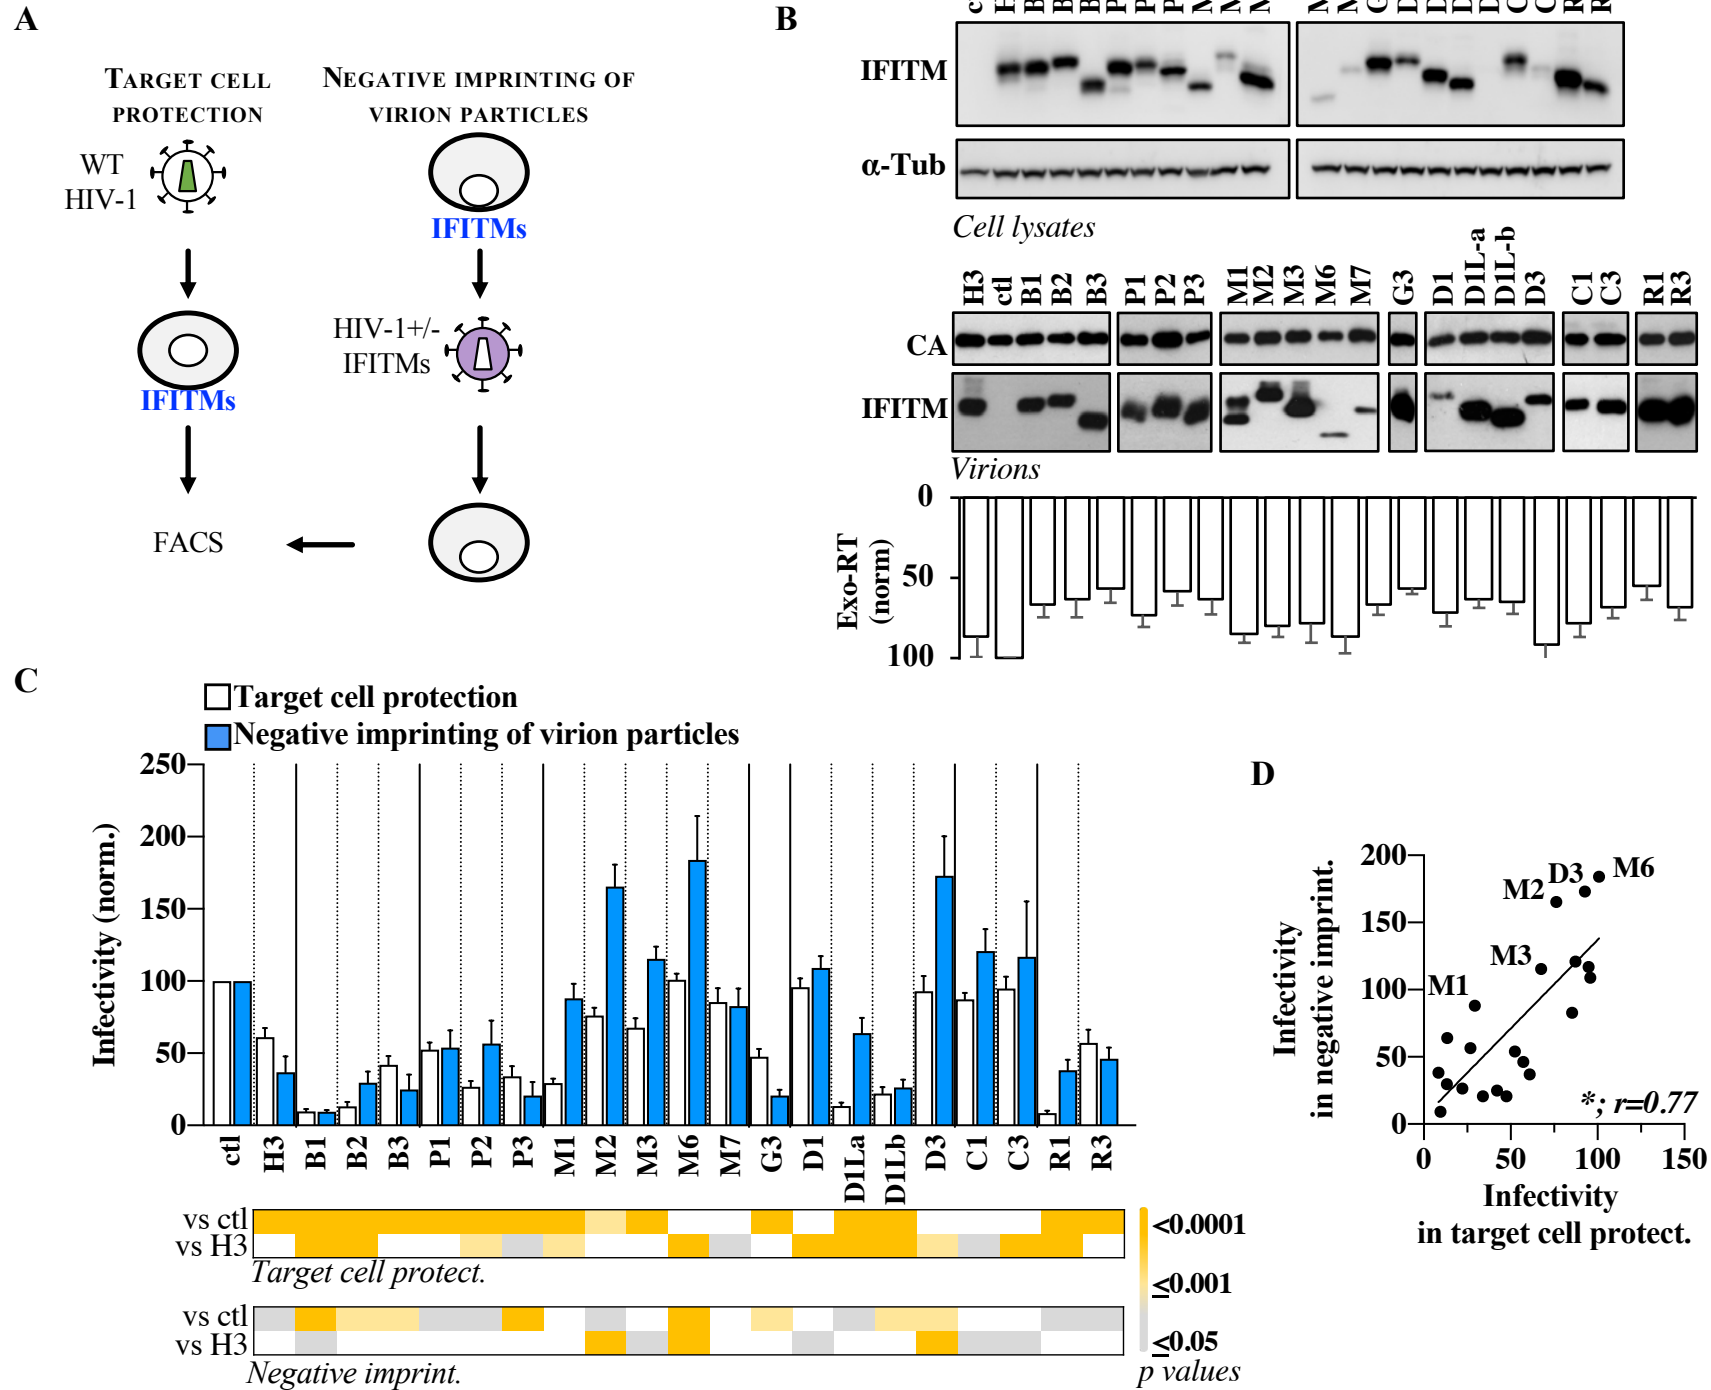 A
TARGET CELL
PROTECTION
NEGATIVE IMPRINTING OF
VIRION PARTICLES
WT
HIV-1
IFITMs
HIV-1+/-
IFITMs
IFITMs
FACS
B
IFITM
α-Tub
Cell lysates
H3
ctl
B1
B2
B3
P1
P2
P3
M1
M2
M3
M6
M7
G3
D1
D1L-a
D1L-b
D3
C1
C3
R1
R3
CA
IFITM
Virions
0
50
100
Exo-RT
(norm)
C
Target cell protection
Negative imprinting of virion particles
Infectivity (norm.)
250
200
150
100
50
0
ctl
H3
B1
B2
B3
P1
P2
P3
M1
M2
M3
M6
M7
G3
D1
D1La
D1Lb
D3
C1
C3
R1
R3
vs ctl
vs H3
Target cell protect.
vs ctl
vs H3
Negative imprint.
<0.0001
≤0.001
≤0.05
p values
D
Infectivity
in negative imprint.
200
150
100
50
0
M2
D3
M6
M3
M1
*; r=0.77
0
50
100
150
Infectivity
in target cell protect.